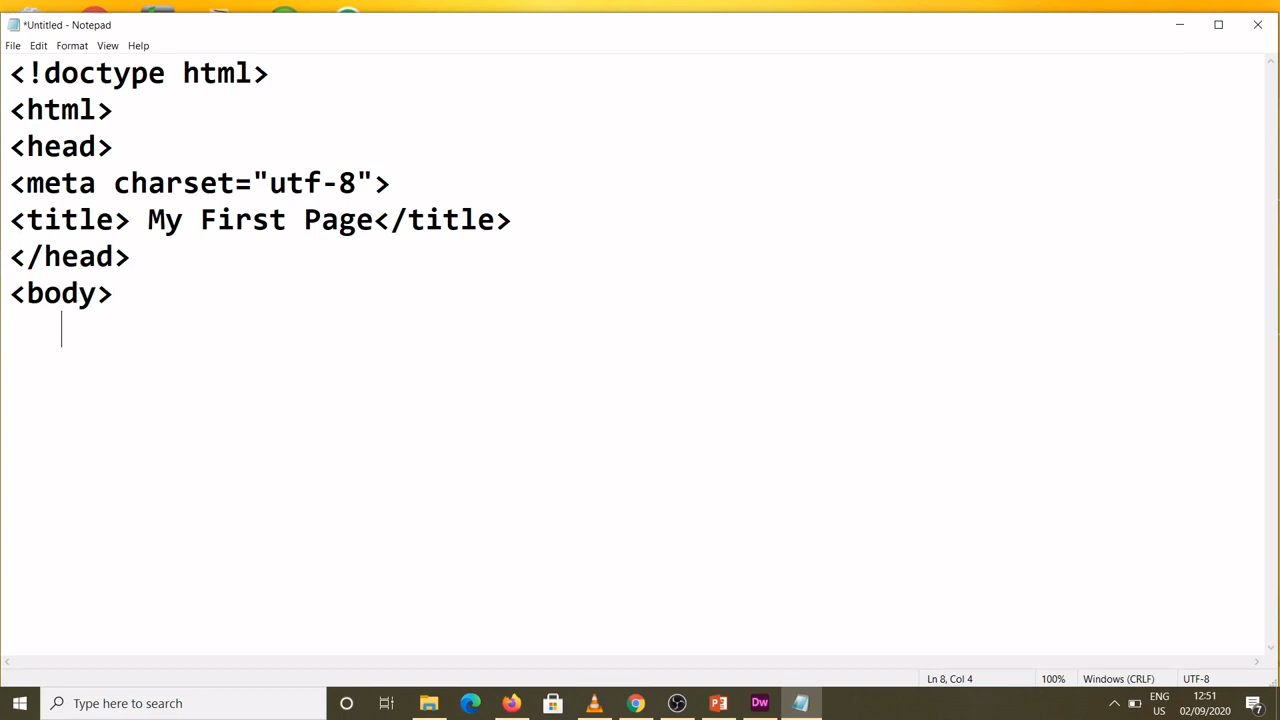 *Untitled - Notepad
File Edit Format View Help
<!doctype html>
<html>
<head>
<meta charset="utf-8">
<title> My First Page</title>
</head>
<body>
Ln 8, Col 4 100% Windows (CRLF) UTF-8
Type here to search
Dw
ENG
US
12:51
02/09/2020
7